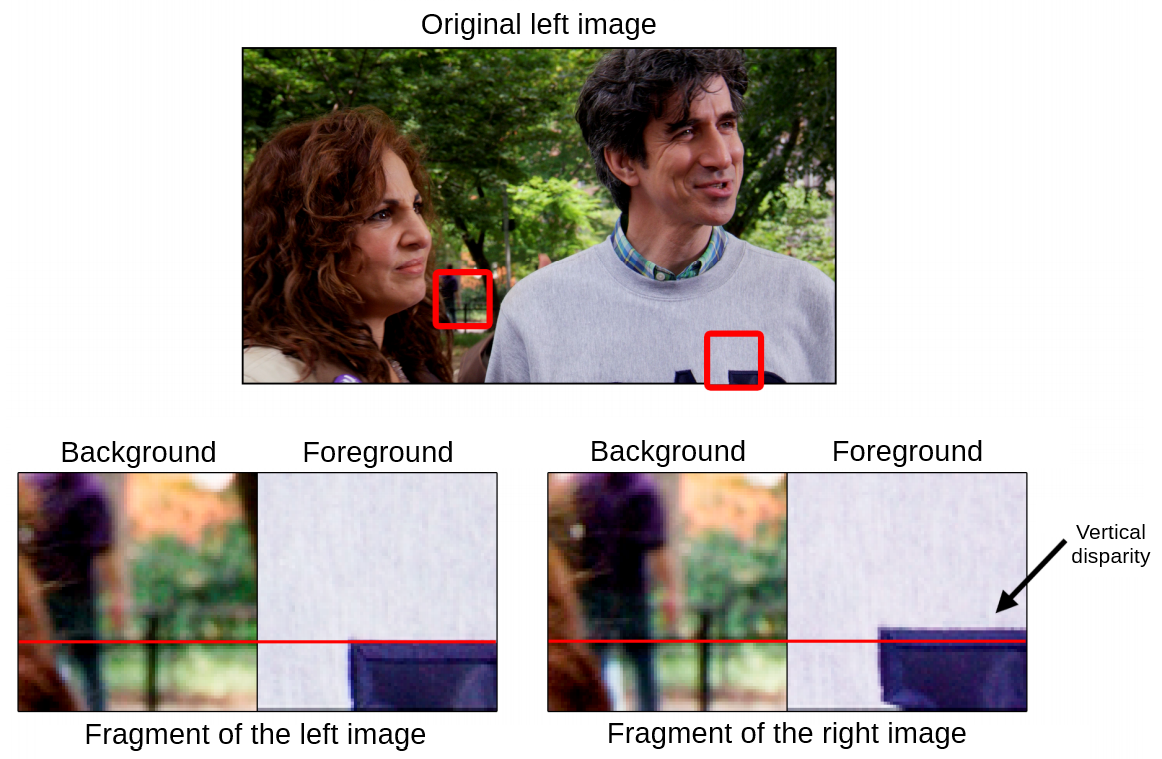 Original left image
Background Foreground Background Foreground
Vertical
disparity
Fragment of the left image Fragment of the right image